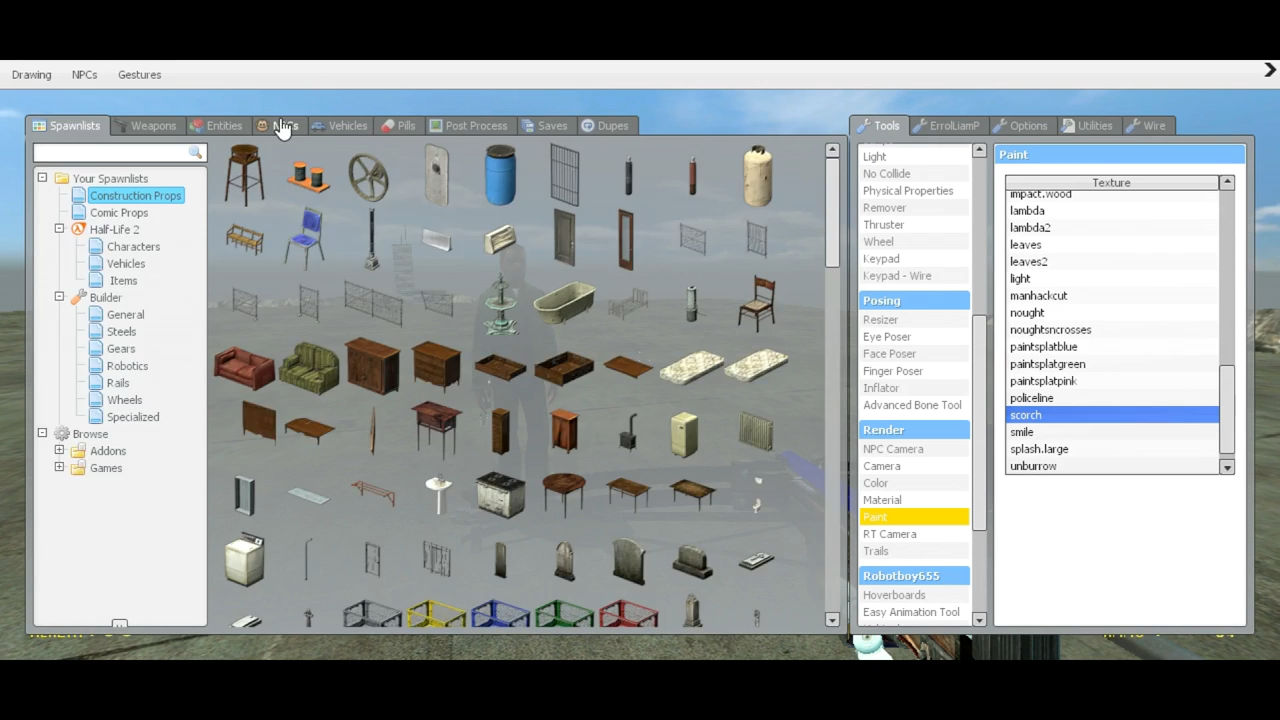 Drawing NPCs Gestures
Spawnlists Weapons Entities NPCs Vehicles Pills Post Process Saves Dupes
Your Spawnlists
Construction Props
Comic Props
Half-Life 2
Characters
Vehicles
Items
Builder
General
Steels
Gears
Robotics
Rails
Wheels
Specialized
Browse
Addons
Games
Tools ErrolLiamP Options Utilities Wire
Light
No Collide
Physical Properties
Remover
Thruster
Wheel
Keypad
Keypad - Wire
Posing
Resizer
Eye Poser
Face Poser
Finger Poser
Inflator
Advanced Bone Tool
Render
NPC Camera
Camera
Color
Material
Paint
RT Camera
Trails
Robotboy655
Hoverboards
Easy Animation Tool
Paint
Texture
impact.wood
lambda
lambda2
leaves
leaves2
light
manhackcut
nought
noughtsncrosses
paintsplatblue
paintsplatgreen
paintsplatpink
policeline
scorch
smile
splash.large
unburrow